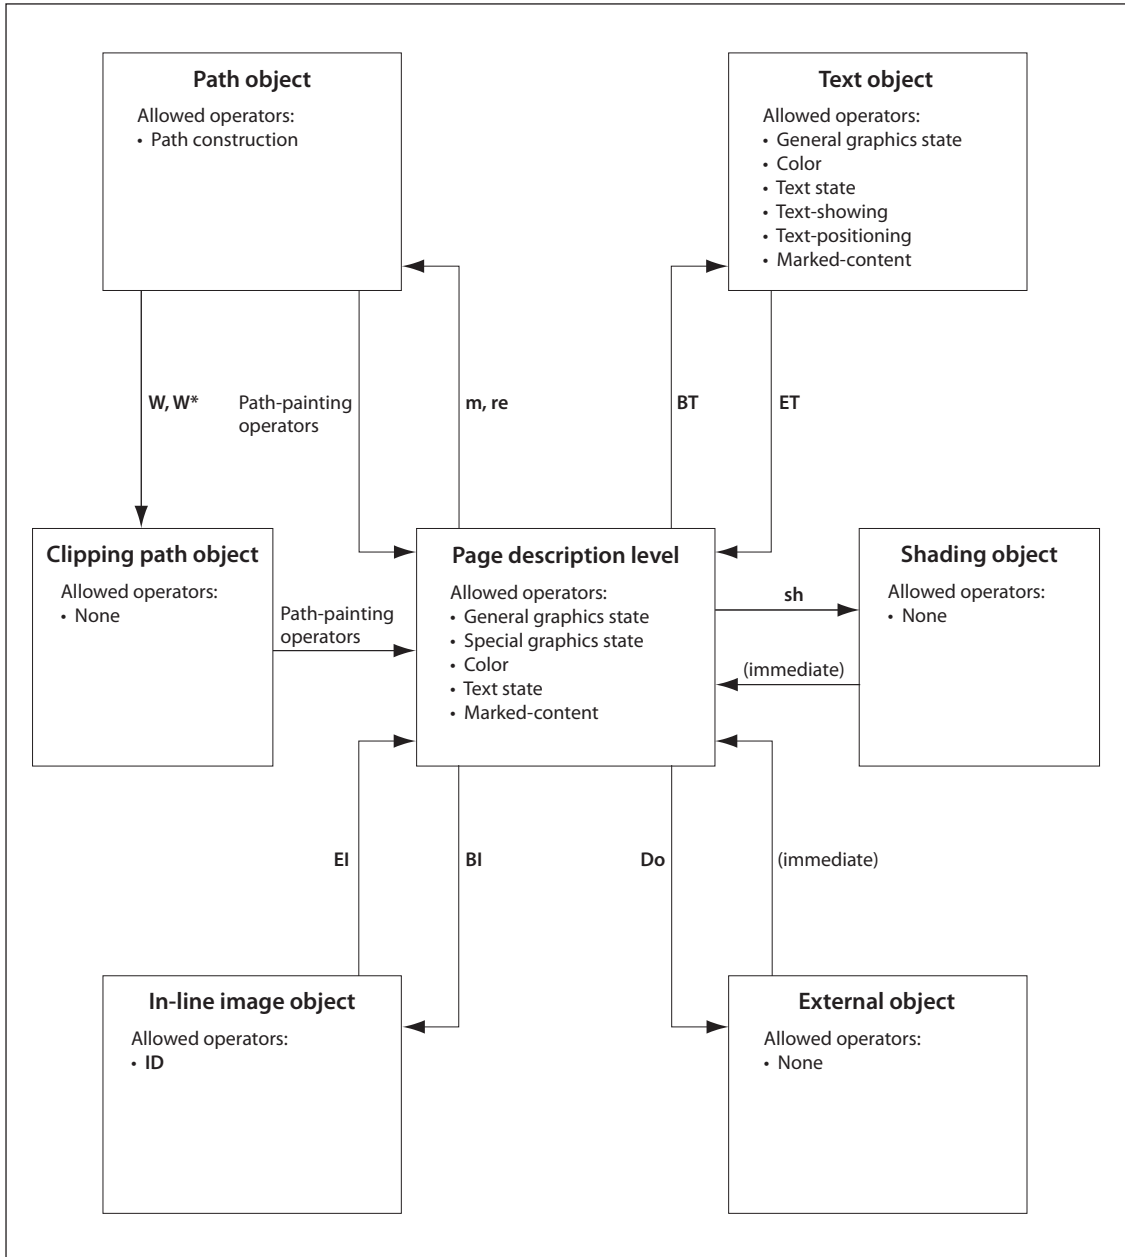 Path object
Allowed operators:
• Path construction
Text object
Allowed operators:
• General graphics state
• Color
• Text state
• Text-showing
• Text-positioning
• Marked-content
W, W*
Path-painting
operators
m, re
BT
ET
Clipping path object
Allowed operators:
• None
Path-painting
operators
Page description level
Allowed operators:
• General graphics state
• Special graphics state
• Color
• Text state
• Marked-content
sh
(immediate)
Shading object
Allowed operators:
• None
EI
BI
Do
(immediate)
In-line image object
Allowed operators:
• ID
External object
Allowed operators:
• None